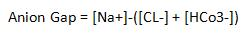 Anion Gap = [Na+]-([CL-] + [HCo3-])